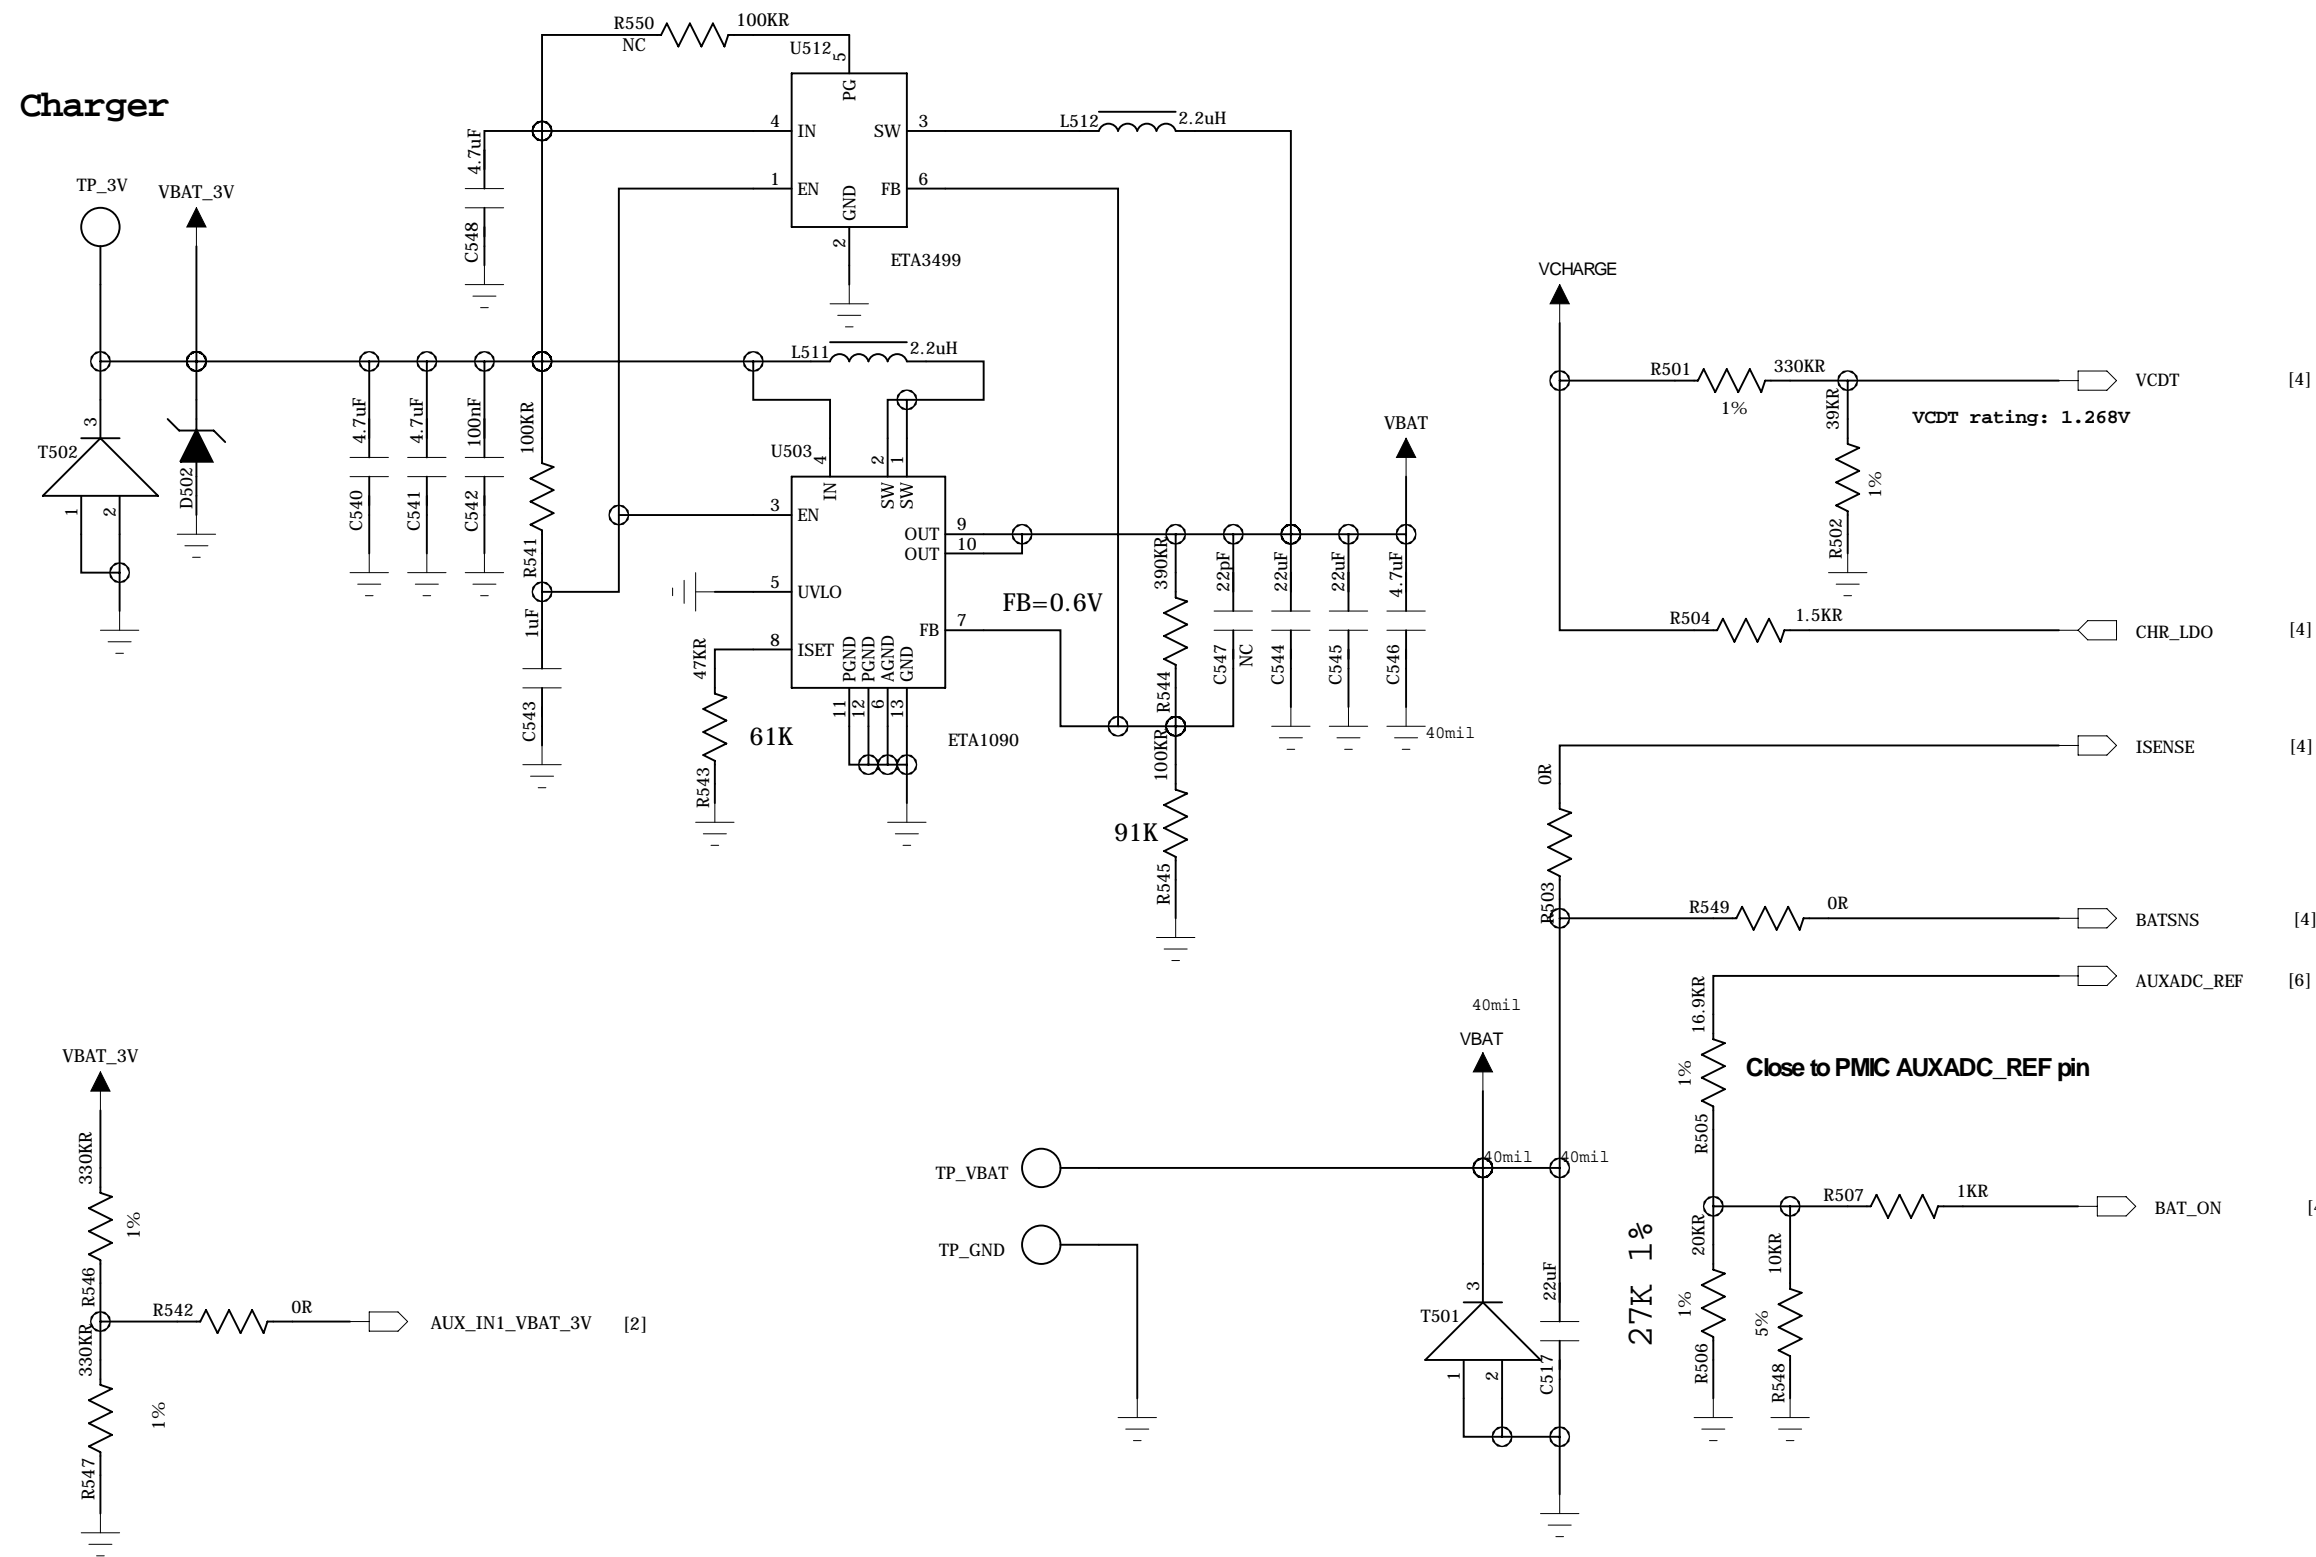 Charger
R550
100KR
NC
U512
5
PG
4
IN
SW
3
L512
2.2uH
1
EN
FB
6
GND
2
ETA3499
4.7uF
C548
TP_3V
VBAT_3V
3
T502
1
2
D502
4.7uF
C540
4.7uF
C541
100nF
C542
100KR
R541
1uF
C543
L511
2.2uH
U503
4
2
1
IN
SW
SW
3
EN
OUT
9
OUT
10
5
UVLO
FB=0.6V
FB
7
8
ISET
PGND
PGND
AGND
GND
11
12
6
13
ETA1090
47KR
61K
R543
VBAT
390KR
R544
22pF
C547
NC
22uF
C544
22uF
C545
4.7uF
C546
40mil
100KR
91K
R545
VCHARGE
R501
330KR
1%
VCDT
[4]
39KR
VCDT rating: 1.268V
1%
R502
R504
1.5KR
CHR_LDO
[4]
ISENSE
[4]
0R
R503
R549
0R
BATSNS
[4]
AUXADC_REF
[6]
16.9KR
1%
Close to PMIC AUXADC_REF pin
R505
R507
1KR
BAT_ON
20KR
27K 1%
1%
R506
10KR
5%
R548
40mil
VBAT
TP_VBAT
40mil
40mil
TP_GND
3
T501
1
2
22uF
C517
VBAT_3V
330KR
1%
R546
R542
0R
AUX_IN1_VBAT_3V
[2]
330KR
1%
R547